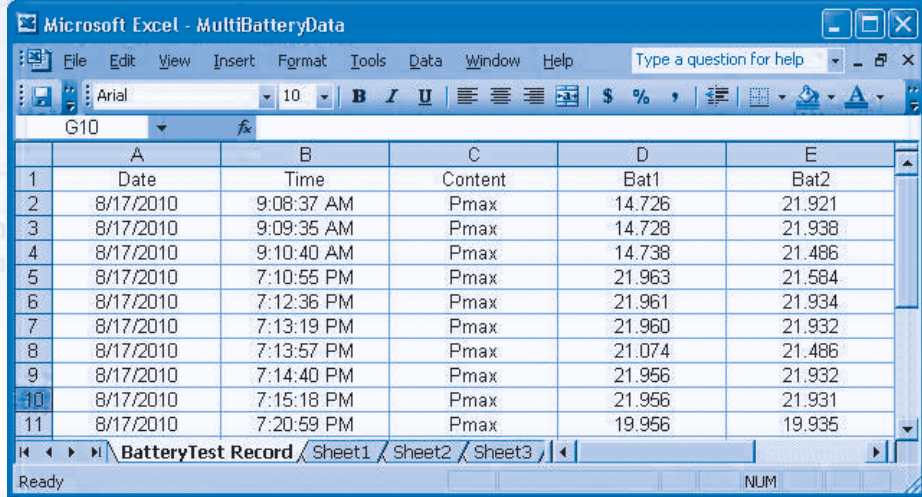 Microsoft Excel - MultiBatteryData
File Edit View Insert Format Tools Data Window Help Type a question for help
Arial 10 B I U $ % , A
G10 fx
A B C D E
1 Date Time Content Bat1 Bat2
2 8/17/2010 9:08:37 AM Pmax 14.726 21.921
3 8/17/2010 9:09:35 AM Pmax 14.728 21.938
4 8/17/2010 9:10:40 AM Pmax 14.738 21.486
5 8/17/2010 7:10:55 PM Pmax 21.963 21.584
6 8/17/2010 7:12:36 PM Pmax 21.961 21.934
7 8/17/2010 7:13:19 PM Pmax 21.960 21.932
8 8/17/2010 7:13:57 PM Pmax 21.074 21.486
9 8/17/2010 7:14:40 PM Pmax 21.956 21.932
10 8/17/2010 7:15:18 PM Pmax 21.956 21.931
11 8/17/2010 7:20:59 PM Pmax 19.956 19.935
BatteryTest Record Sheet1 Sheet2 Sheet3
Ready NUM